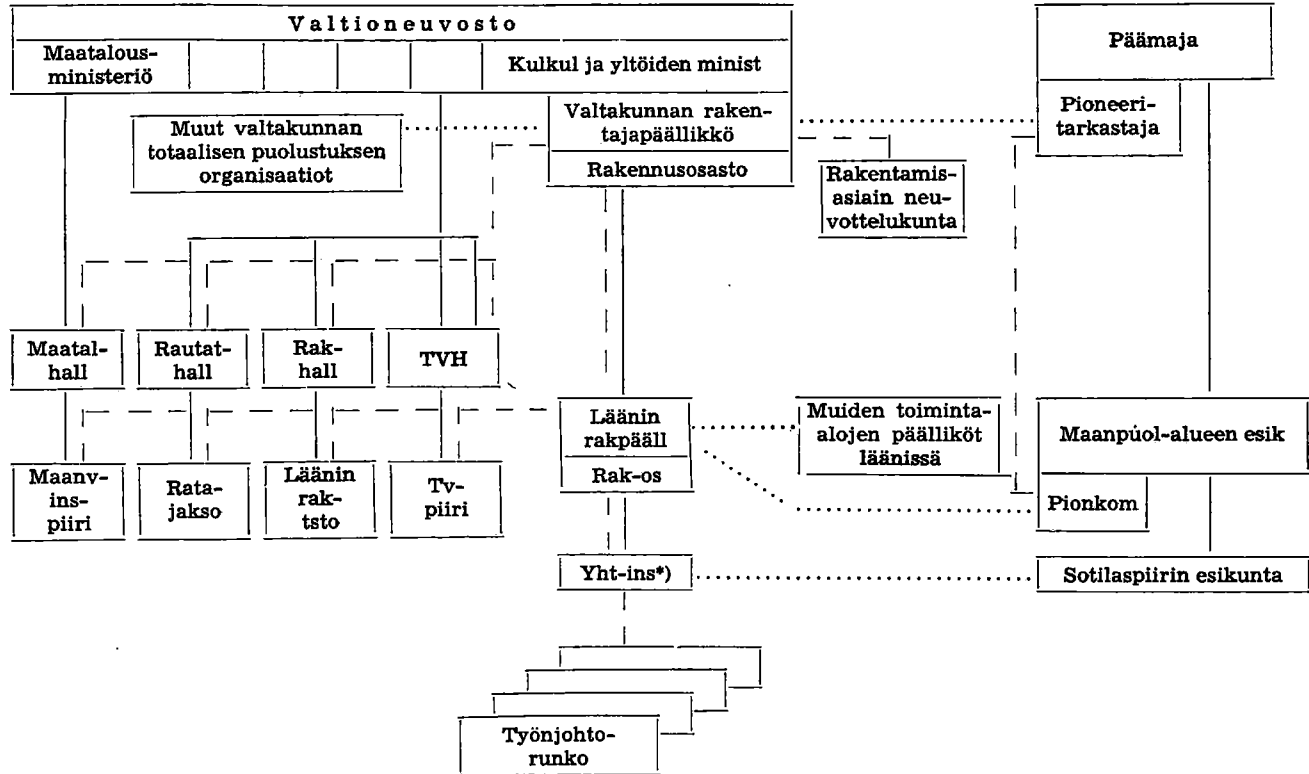 Valtioneuvosto
Maatalous-
ministeriö
Kulkul ja yltöiden minist
Päämaja
Muut valtakunnan
totaalisen puolustuksen
organisaatiot
Valtakunnan raken-
tajapäällikkö
Rakennusosasto
Pioneeri-
tarkastaja
Rakentamis-
asiain neu-
vottelukunta
Maatal-
hall
Rautat-
hall
Rak-
hall
TVH
Läänin
rakpääll
Rak-os
Muiden toiminta-
alojen päälliköt
läänissä
Maanpúol-alueen esik
Maanv-
ins-
piiri
Rata-
jakso
Läänin
rak-
tsto
Tv-
piiri
Pionkom
Yht-ins*)
Sotilaspiirin esikunta
Työnjohto-
runko